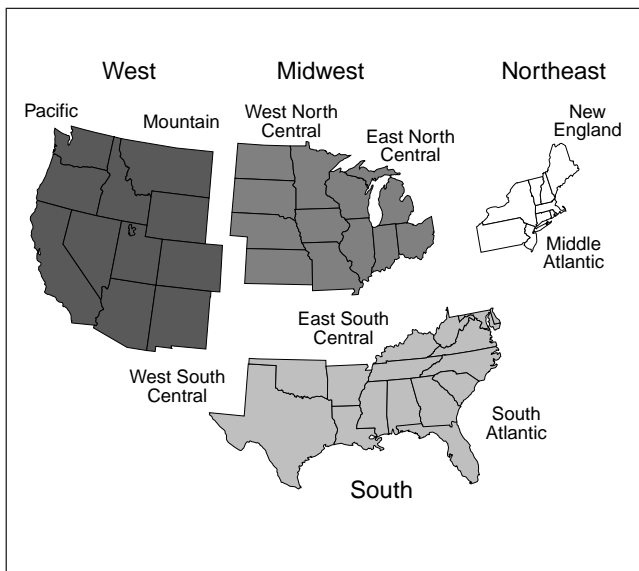 West
Midwest
Northeast
Pacific
Mountain
West North
Central
East North
Central
New
England
Middle
Atlantic
East South
Central
West South
Central
South
Atlantic
South